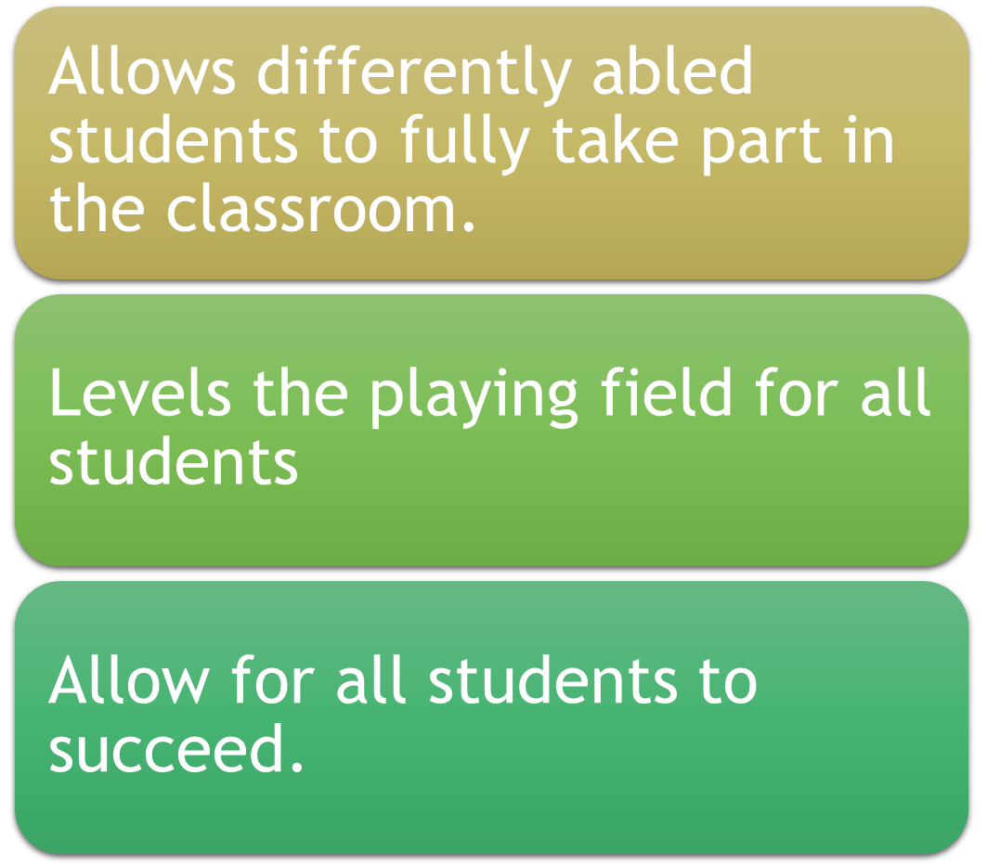 Allows differently abled
students to fully take part in
the classroom.
Levels the playing field for all
students
Allow for all students to
succeed.